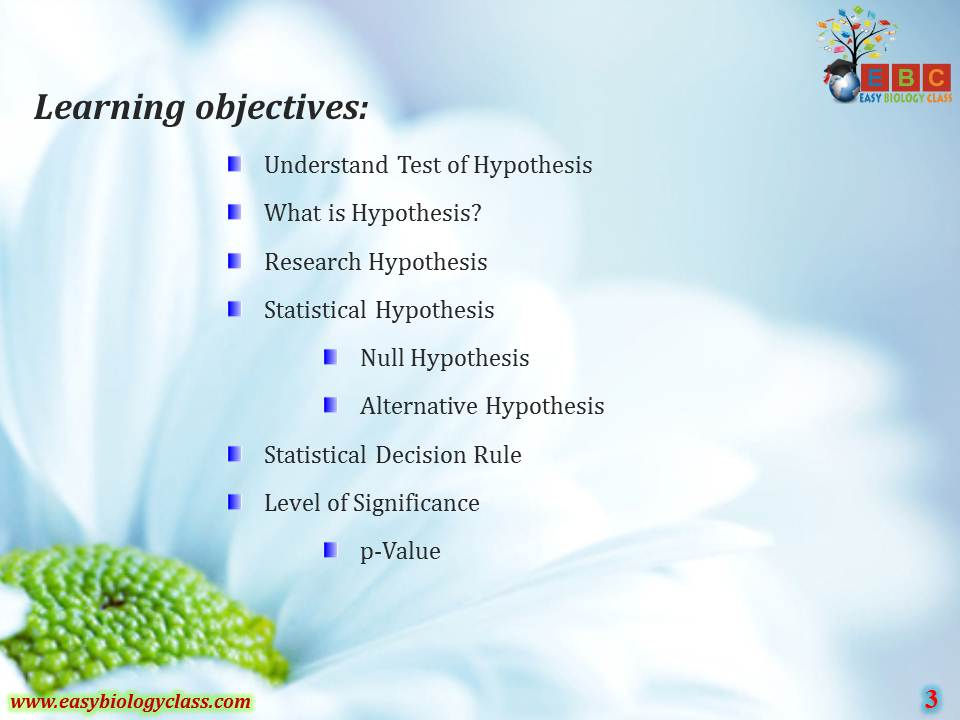 E B C
EASY BIOLOGY CLASS
Learning objectives:
Understand Test of Hypothesis
What is Hypothesis?
Research Hypothesis
Statistical Hypothesis
Null Hypothesis
Alternative Hypothesis
Statistical Decision Rule
Level of Significance
p-Value
www.easybiologyclass.com
3